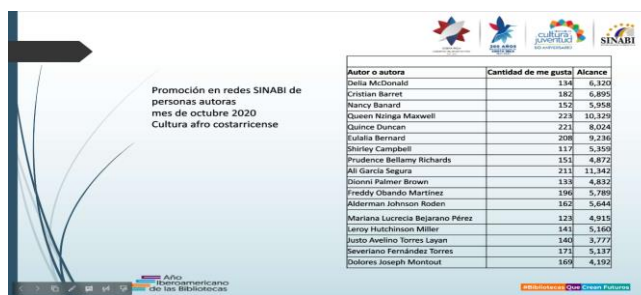 200 AÑOS
cultura
juventud
SINABI
Promoción en redes SINABI de
personas autoras
mes de octubre 2020
Cultura afro costarricense
Autor o autora Cantidad de me gusta Alcance
Delia McDonald 134 6,320
Cristian Barret 182 6,895
Nancy Banard 152 5,958
Queen Nzinga Maxwell 223 10,329
Quince Duncan 221 8,024
Eulalia Bernard 208 9,236
Shirley Campbell 117 5,359
Prudence Bellamy Richards 151 4,872
Ali García Segura 211 11,342
Dionni Palmer Brown 133 4,832
Freddy Obando Martínez 196 5,789
Alderman Johnson Roden 162 5,644
Mariana Lucrecia Bejarano Pérez 123 4,915
Leroy Hutchinson Miller 141 5,160
Justo Avelino Torres Layan 140 3,777
Severiano Fernández Torres 171 5,137
Dolores Joseph Montout 169 4,192
Año
Iberoamericano
de las Bibliotecas
#Bibliotecas Que Crean Futuros